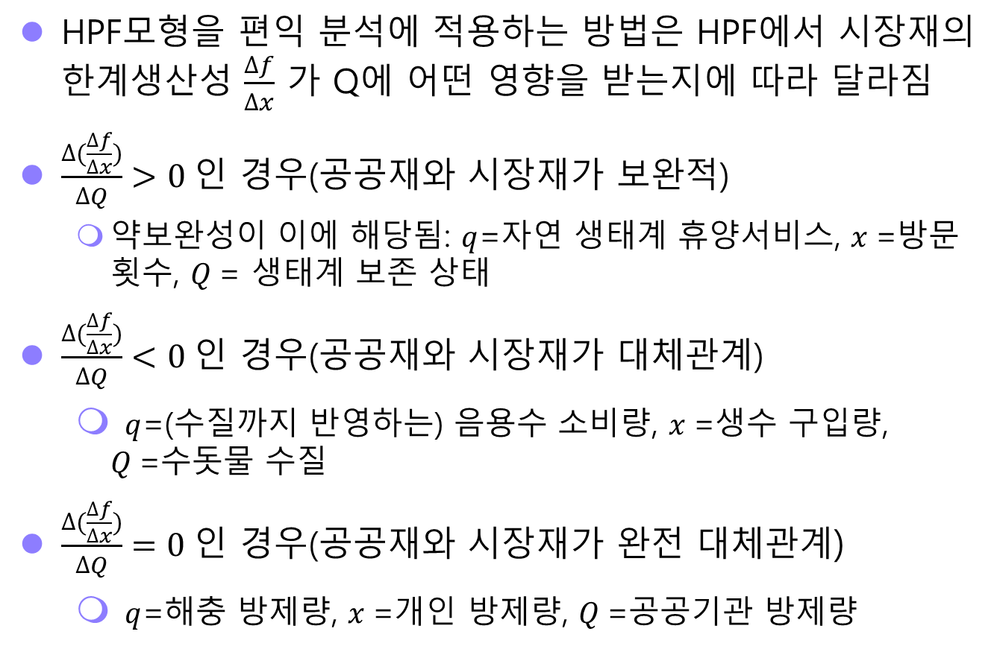 ● HPF모형을 편익 분석에 적용하는 방법은 HPF에서 시장재의
한계생산성 $\frac{\Delta f}{\Delta x}$ 가 Q에 어떤 영향을 받는지에 따라 달라짐
● $\frac{\Delta(\frac{\Delta f}{\Delta x})}{\Delta Q} > 0$ 인 경우(공공재와 시장재가 보완적)
❍ 약보완성이 이에 해당됨: $q$=자연 생태계 휴양서비스, $x$ =방문
횟수, $Q$ = 생태계 보존 상태
● $\frac{\Delta(\frac{\Delta f}{\Delta x})}{\Delta Q} < 0$ 인 경우(공공재와 시장재가 대체관계)
❍ $q$=(수질까지 반영하는) 음용수 소비량, $x$ =생수 구입량,
$Q$ =수돗물 수질
● $\frac{\Delta(\frac{\Delta f}{\Delta x})}{\Delta Q} = 0$ 인 경우(공공재와 시장재가 완전 대체관계)
❍ $q$=해충 방제량, $x$ =개인 방제량, $Q$ =공공기관 방제량